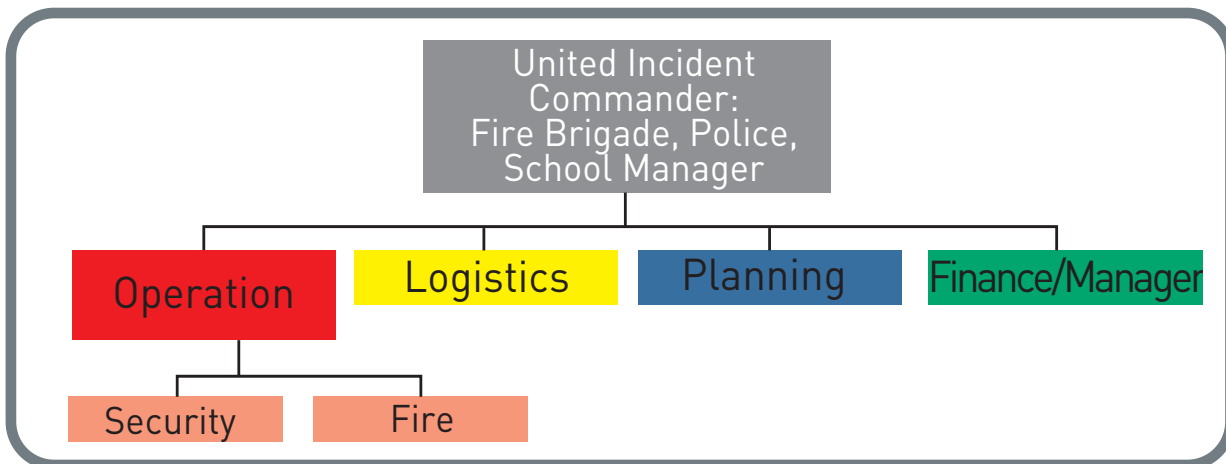 United Incident
Commander:
Fire Brigade, Police,
School Manager
Operation
Logistics
Planning
Finance/Manager
Security
Fire